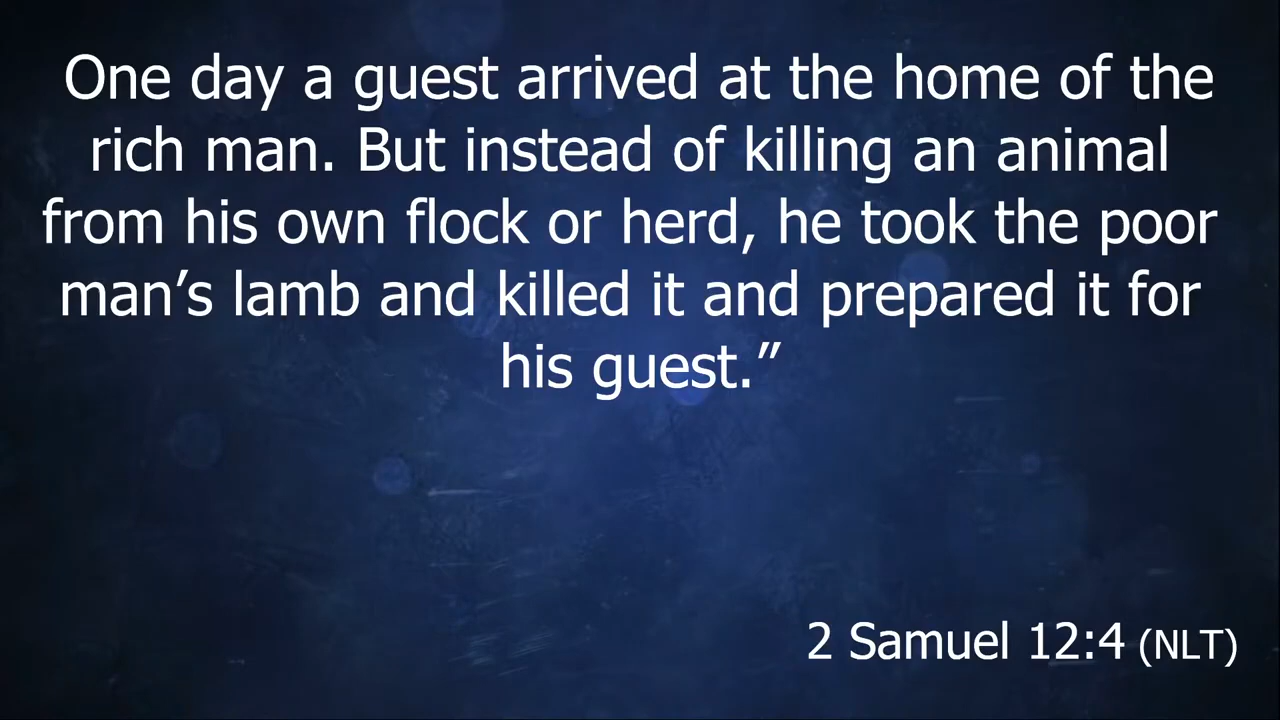 One day a guest arrived at the home of the
rich man. But instead of killing an animal
from his own flock or herd, he took the poor
man’s lamb and killed it and prepared it for
his guest.”
2 Samuel 12:4 (NLT)